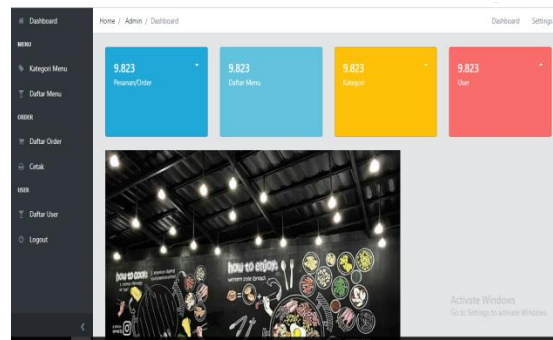 Dashboard
Home / Admin / Dashboard
Dashboard Settings
MENU
Kategori Menu
Daftar Menu
ORDER
Daftar Order
Cetak
USER
Daftar User
Logout
9.823
Pesanan/Order
9.823
Daftar Menu
9.823
Kategori
9.823
User
how to cook:
how to enjoy:
Activate Windows
Go to Settings to activate Windows.